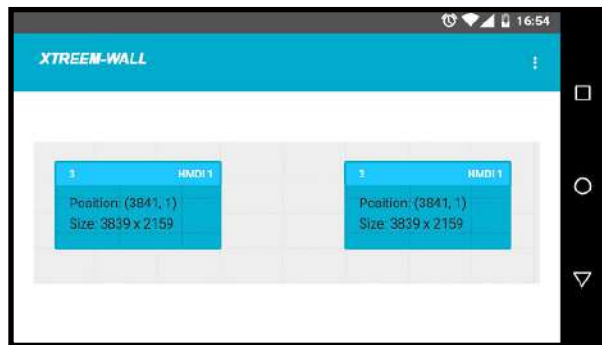 16:54
XTREEM-WALL
3 HMDI 1
Position: (3841, 1)
Size: 3839 x 2159
3 HMDI 1
Position: (3841, 1)
Size: 3839 x 2159